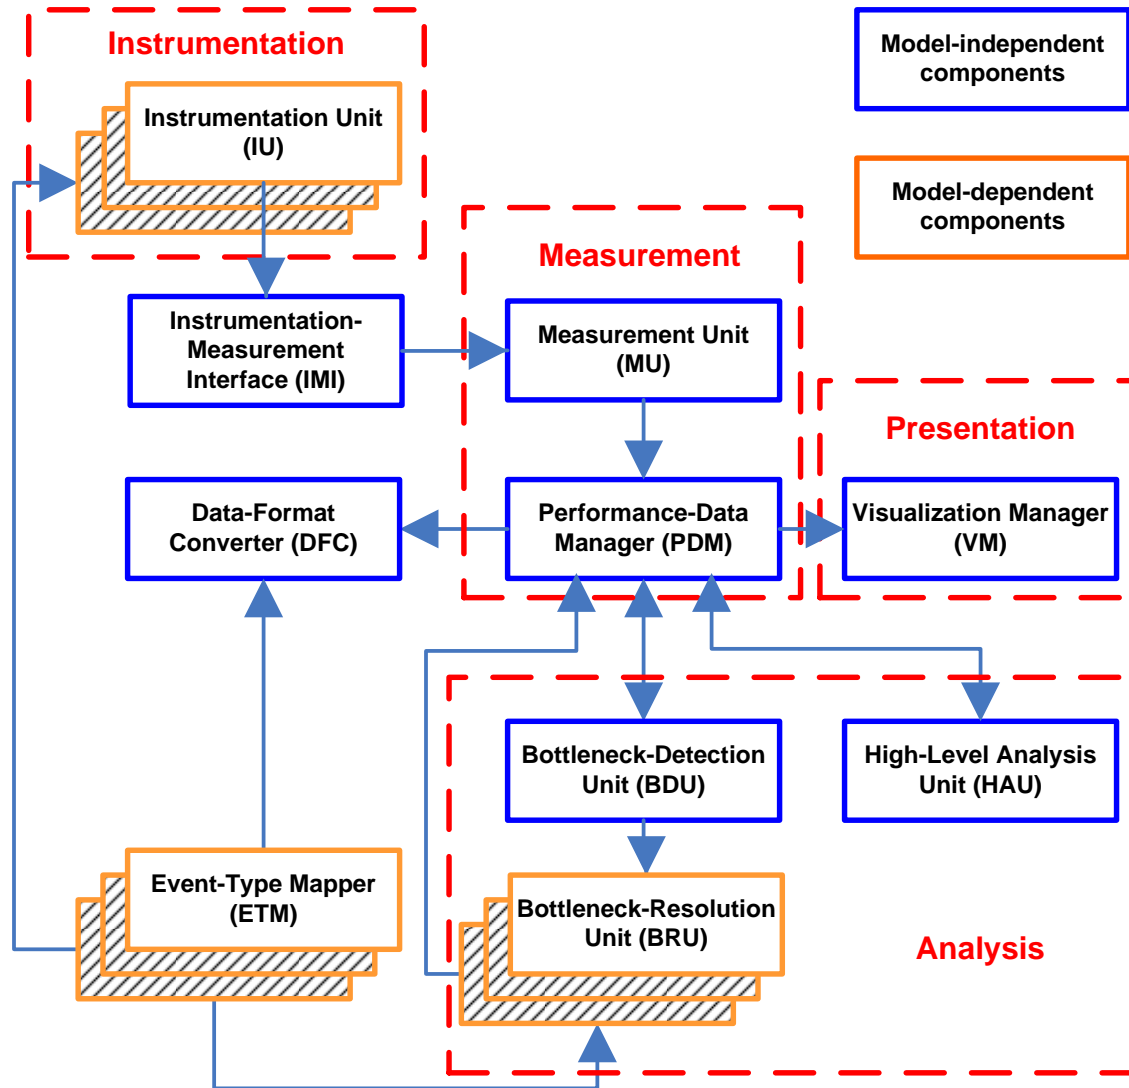 Instrumentation
Instrumentation Unit
(IU)
Model-independent
components
Model-dependent
components
Instrumentation-
Measurement
Interface (IMI)
Measurement
Measurement Unit
(MU)
Presentation
Data-Format
Converter (DFC)
Performance-Data
Manager (PDM)
Visualization Manager
(VM)
Bottleneck-Detection
Unit (BDU)
High-Level Analysis
Unit (HAU)
Event-Type Mapper
(ETM)
Bottleneck-Resolution
Unit (BRU)
Analysis